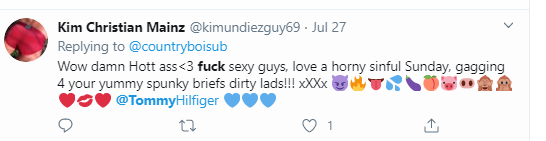 Kim Christian Mainz @kimundiezguy69 · Jul 27
Replying to @countryboisub
Wow damn Hott ass<3 fuck sexy guys, love a horny sinful Sunday, gagging
4 your yummy spunky briefs dirty lads!!! xXXx 😈🔥👅💦🍆🍑🐷🐽🙈🙊
❤️💋❤️ @TommyHilfiger 💙💙💙
1